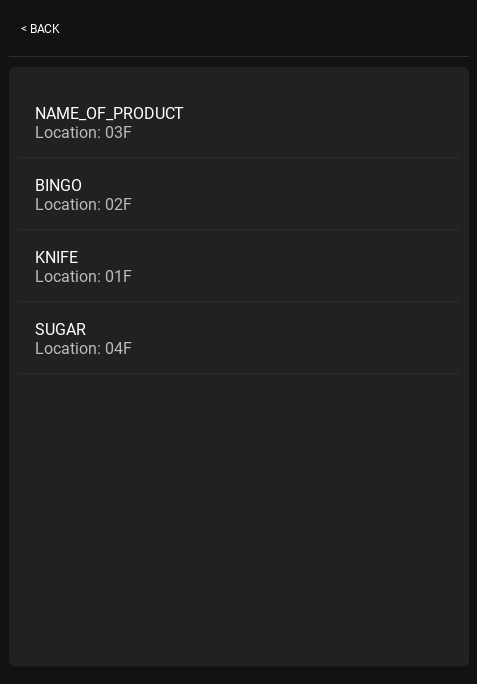 < BACK
NAME_OF_PRODUCT
Location: 03F
BINGO
Location: 02F
KNIFE
Location: 01F
SUGAR
Location: 04F